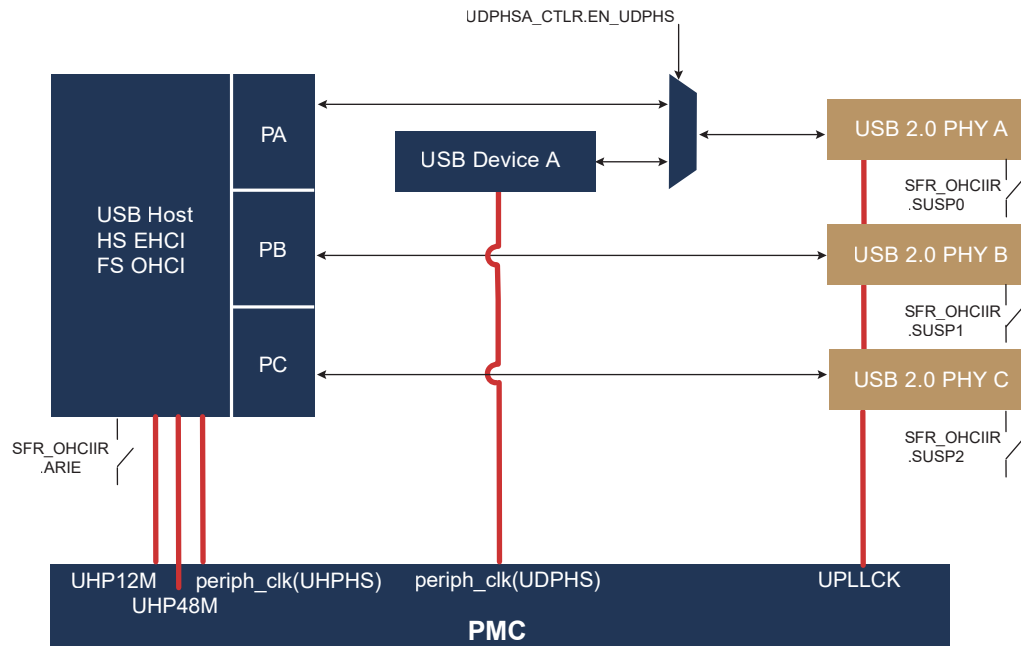 UDPHSA_CTLR.EN_UDPHS
PA
USB 2.0 PHY A
USB Device A
SFR_OHCIIR
.SUSP0
USB Host
HS EHCI
FS OHCI
PB
USB 2.0 PHY B
SFR_OHCIIR
.SUSP1
PC
USB 2.0 PHY C
SFR_OHCIIR
.ARIE
SFR_OHCIIR
.SUSP2
UHP12M
periph_clk(UHPHS)
periph_clk(UDPHS)
UPLLCK
UHP48M
PMC